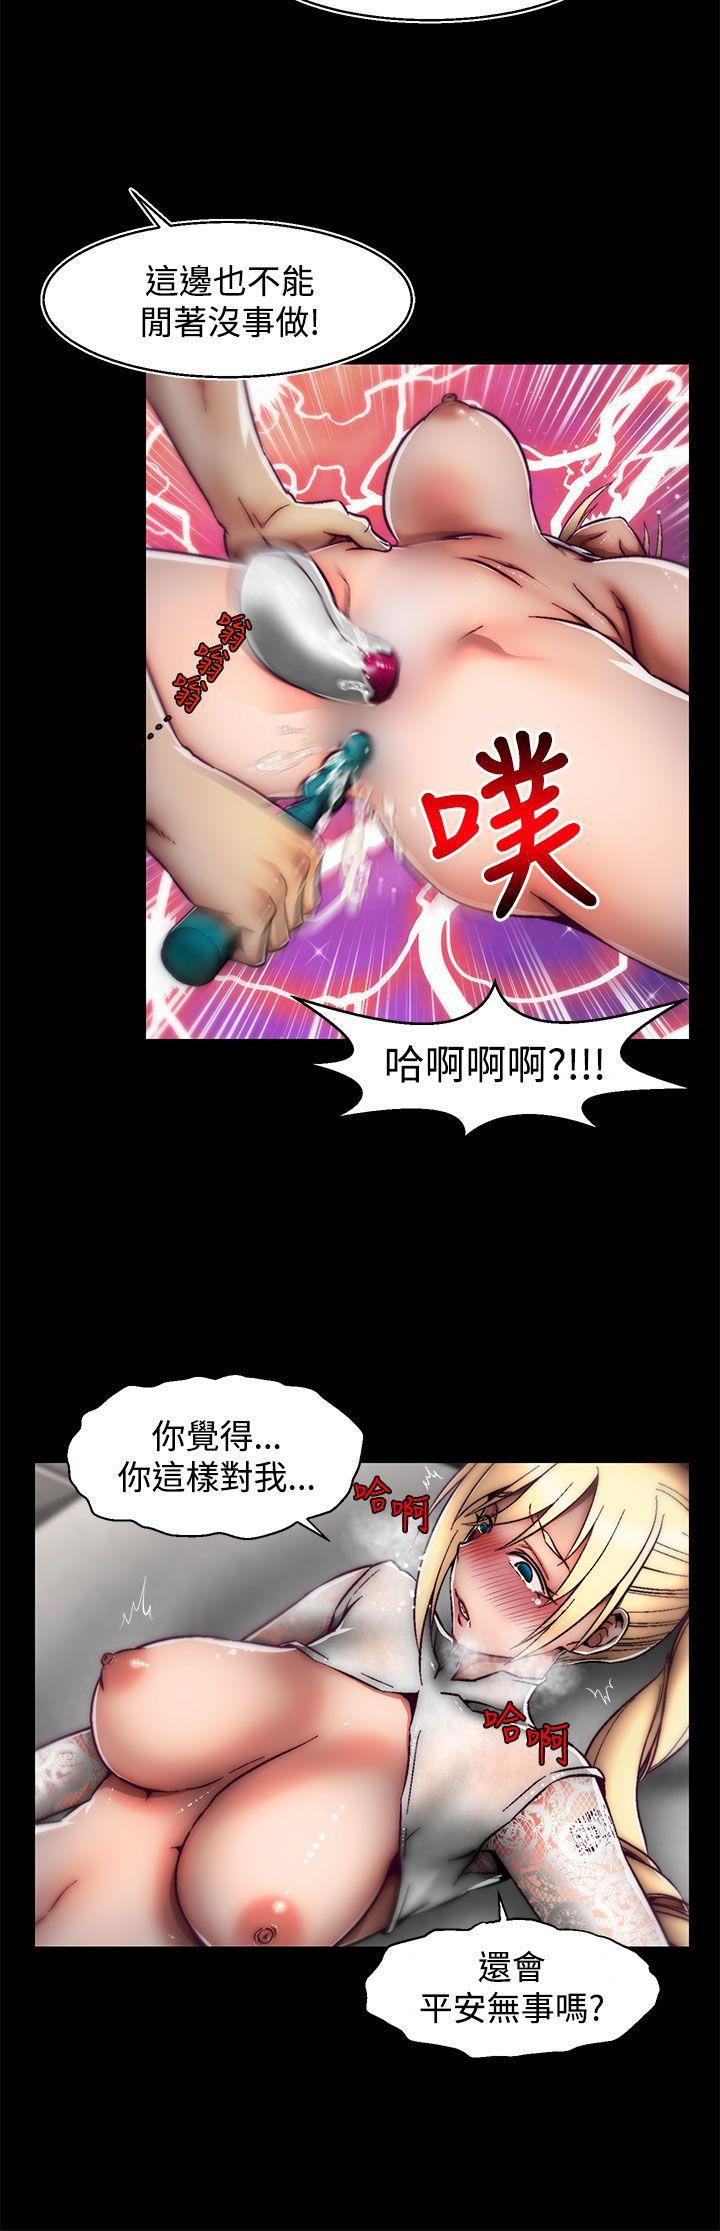 這邊也不能
閒著沒事做!
嗡
嗡
嗡
噗
哈啊啊啊?!!!
你覺得...
你這樣對我...
哈啊
哈啊
還會
平安無事嗎?